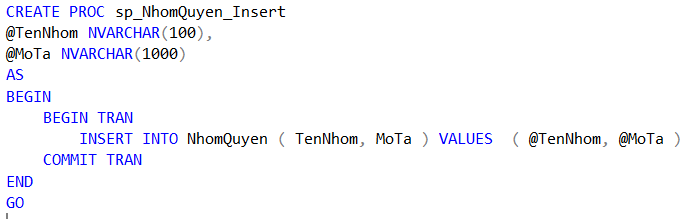 CREATE PROC sp_NhomQuyen_Insert
@TenNhom NVARCHAR(100),
@MoTa NVARCHAR(1000)
AS
BEGIN
    BEGIN TRAN
        INSERT INTO NhomQuyen ( TenNhom, MoTa ) VALUES  ( @TenNhom, @MoTa )
    COMMIT TRAN
END
GO